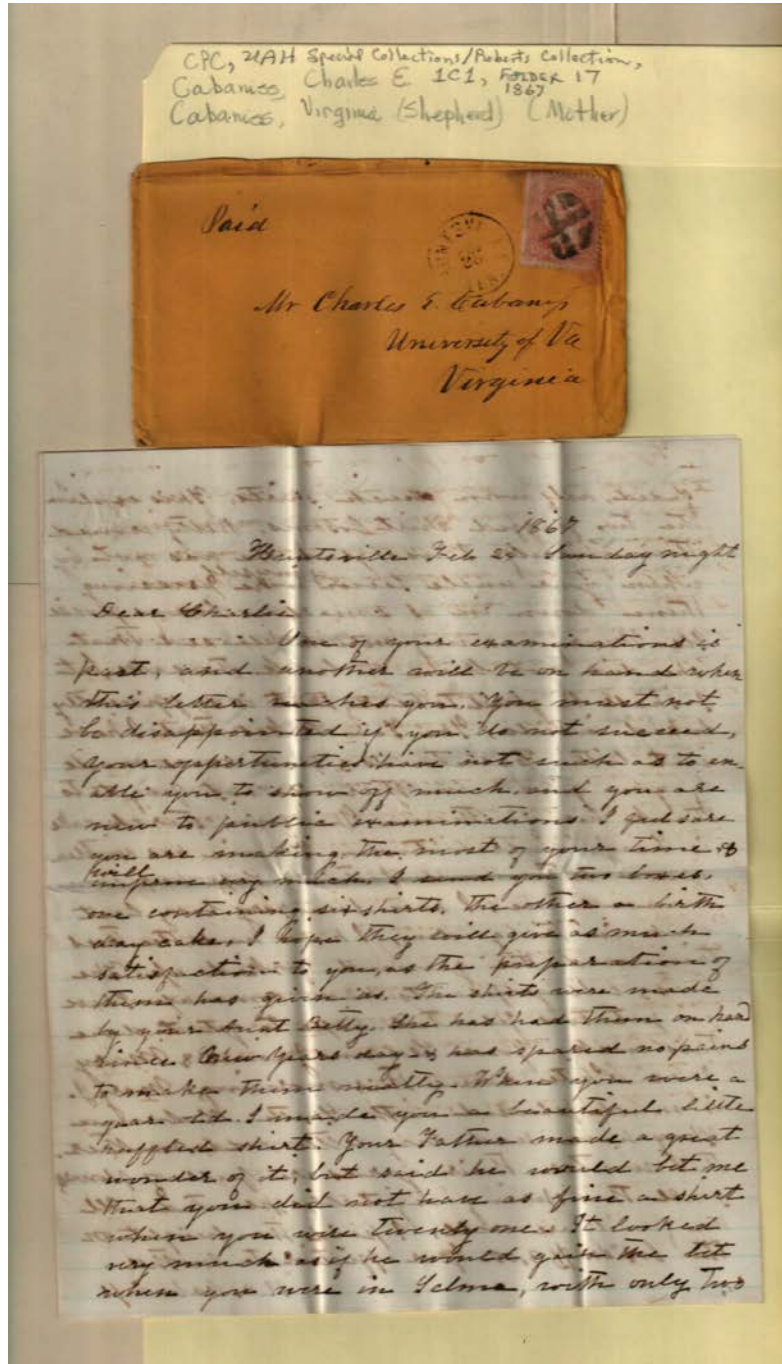 CPC, UAH Special Collections/Roberts Collection,
Cabaniss, Charles E 1C1, FOLDER 17
1867
Cabaniss, Virginia (Shepherd) (Mother)
Paid
Mr Charles E. Cabaniss
University of Va
Virginia
1867
Huntsville Feb 24 Sunday night
Dear Charlie
One of your examinations is
past, and another will be on hand when
this letter reaches you. You must not
be disappointed if you do not succeed,
your opportunities have not such as to en-
able you to show off much, and you are
new to public examinations. I feel sure
you are making the most of your time &
will
improve very much. I send you two boxes,
one containing six shirts, the other a birth
day cake. I hope they will give as much
satisfaction to you, as the preparation of
them has given us. The shirts were made
by your Aunt Betty. She has had them on hand
since New Years day & has spared no pains
to make them nicely. When you were a
year old I made you a beautiful little
ruffled shirt. Your Father made a great
wonder of it, but said he would bet me
that you did not have as fine a shirt
when you were twenty one. It looked
very much as if he would gain the bet
when you were in Selma, with only two